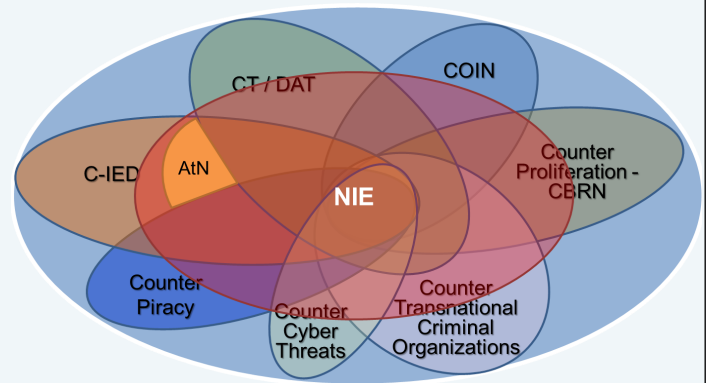 CT / DAT
COIN
C-IED
AtN
NIE
Counter
Proliferation -
CBRN
Counter
Piracy
Counter
Cyber
Threats
Counter
Transnational
Criminal
Organizations